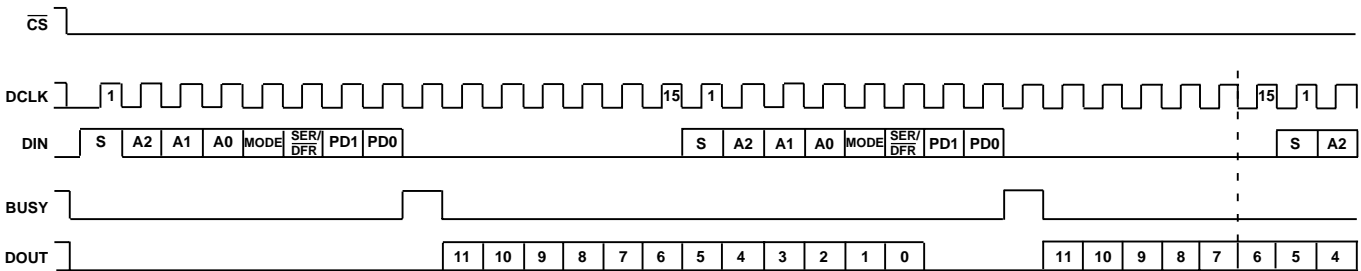 CS
DCLK 1 15 1 15 1
DIN S A2 A1 A0 MODE SER/DFR PD1 PD0 S A2 A1 A0 MODE SER/DFR PD1 PD0 S A2
BUSY
DOUT 11 10 9 8 7 6 5 4 3 2 1 0 11 10 9 8 7 6 5 4